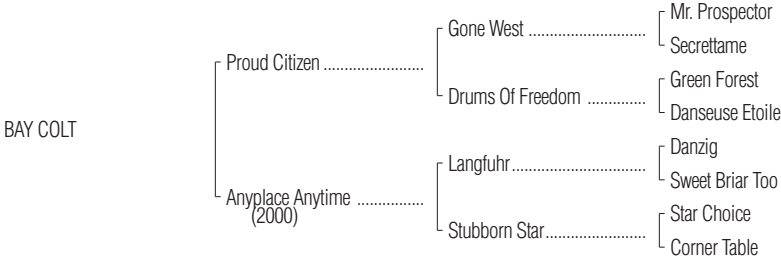 Mr. Prospector
Gone West ..............................
Secrettame
Proud Citizen .........................
Green Forest
Drums Of Freedom ...............
Danseuse Etoile
BAY COLT
Danzig
Langfuhr..................................
Sweet Briar Too
Anyplace Anytime .................
(2000)
Star Choice
Stubborn Star..........................
Corner Table